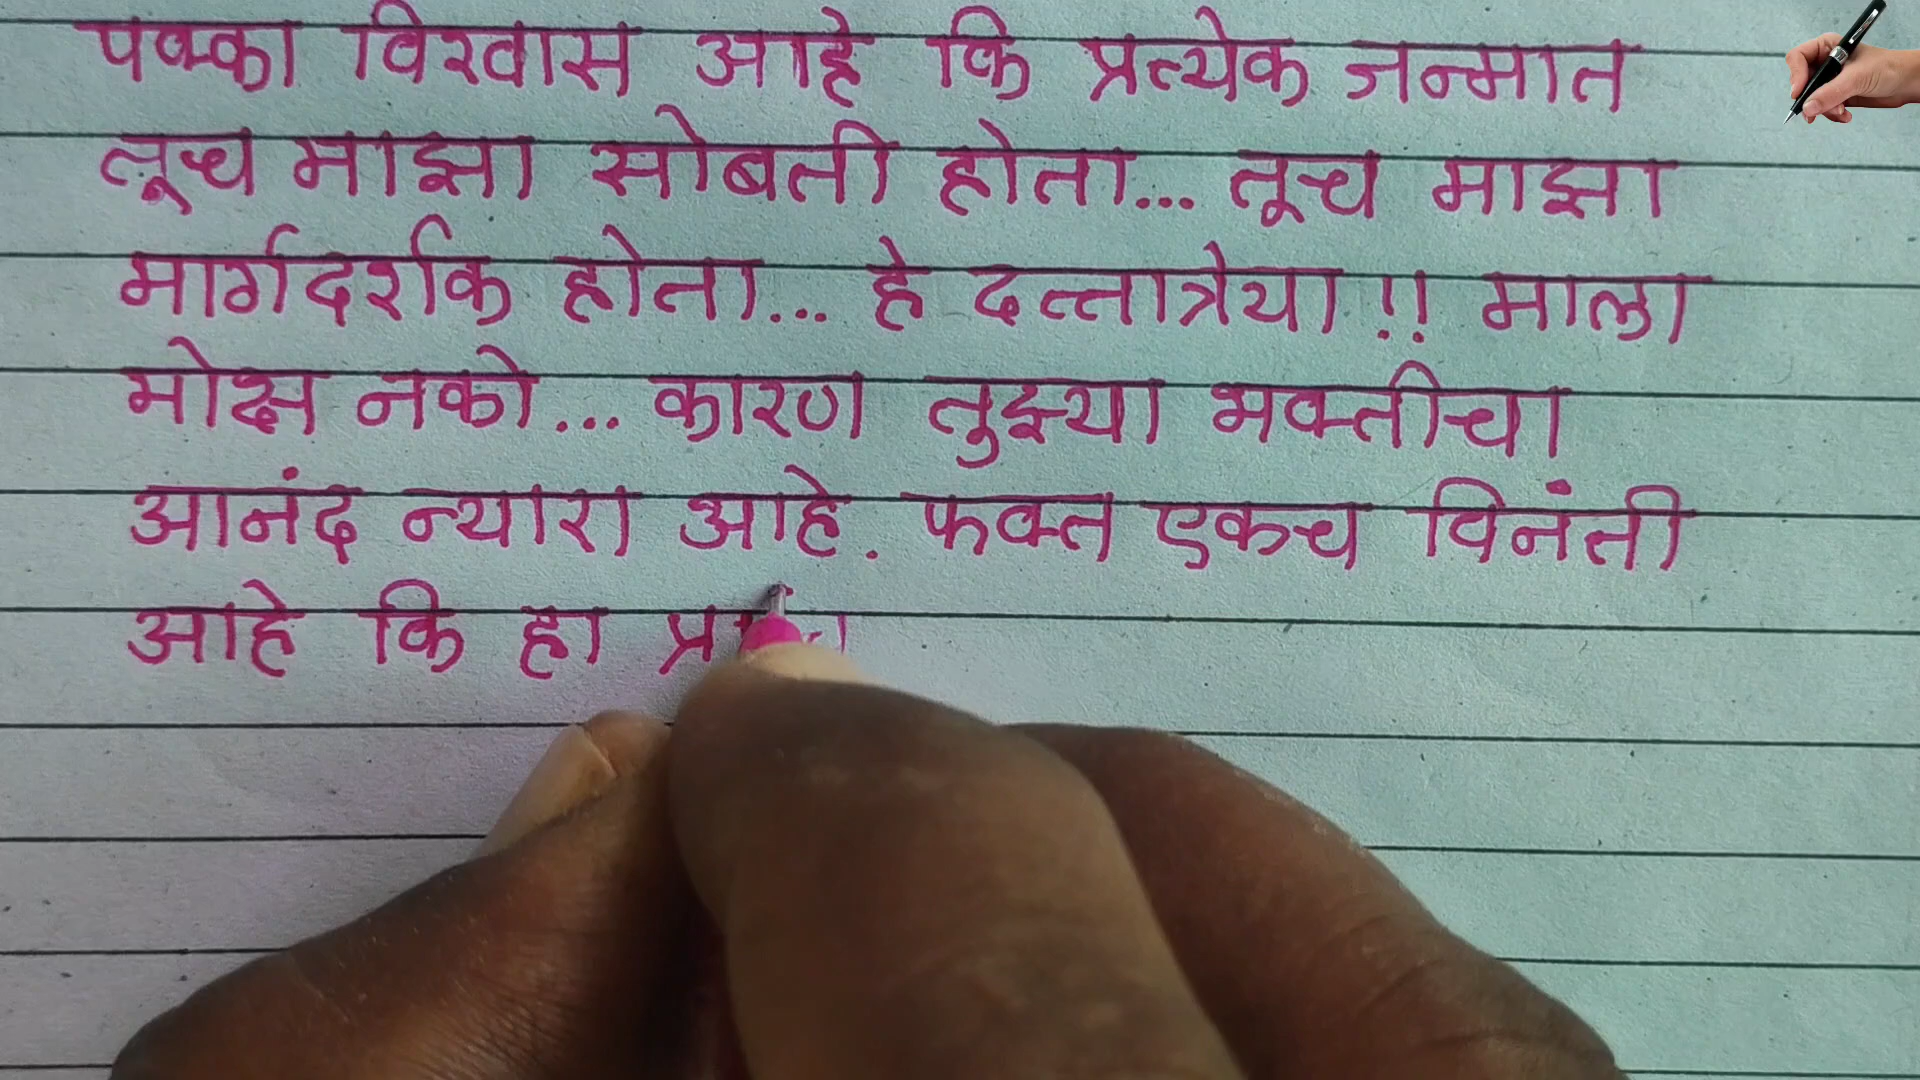 पक्का विश्वास आहे कि प्रत्येक जन्मात
तूच माझा सोबती होता... तूच माझा
मार्गदर्शक होता... हे दत्तात्रेया !! माला
मोक्ष नको... कारण तुझ्या भक्तीचा
आनंद न्यारा आहे. फक्त एकच विनंती
आहे कि हा